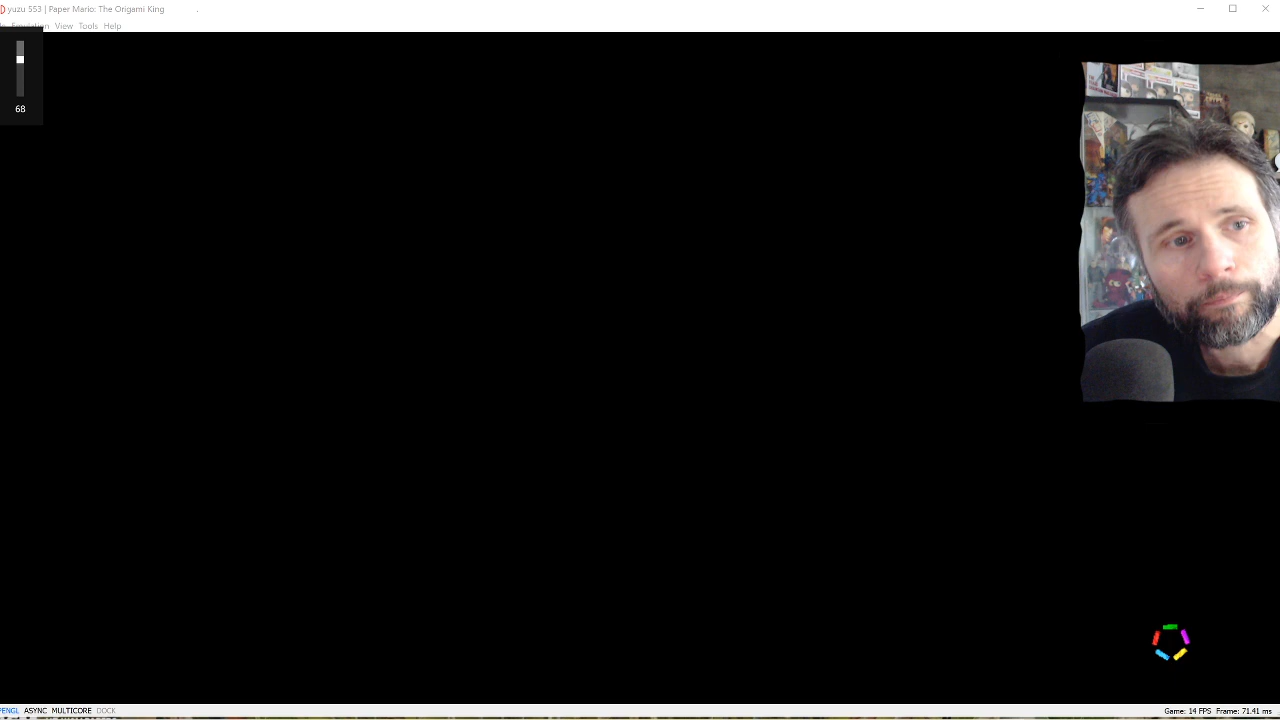 yuzu 553 | Paper Mario: The Origami King
Emulation View Tools Help
68
ASYNC MULTICORE DOCK
Game: 14 FPS Frame: 71.41 ms